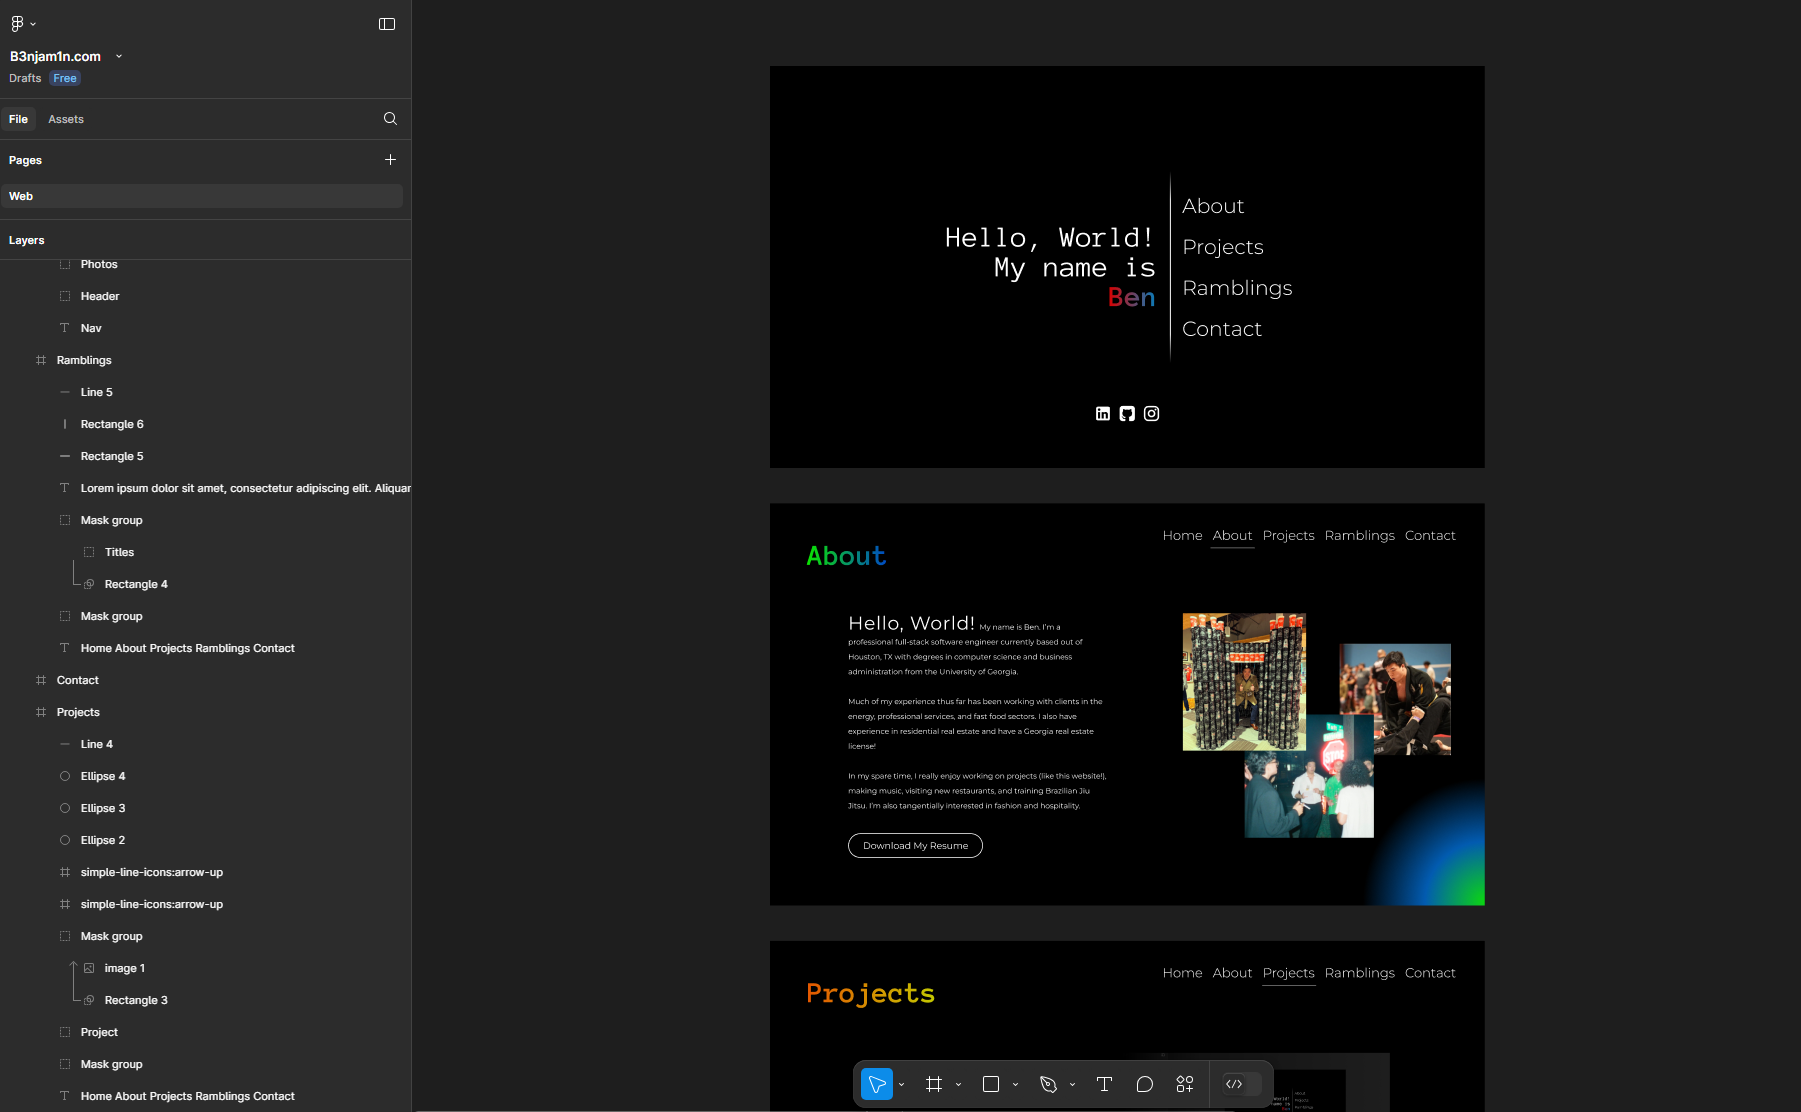 B3njam1n.com
Drafts Free
File Assets
Pages
Web
Layers
Photos
Header
Nav
Ramblings
Line 5
Rectangle 6
Rectangle 5
Lorem ipsum dolor sit amet, consectetur adipiscing elit. Aliquar
Mask group
Titles
Rectangle 4
Mask group
Home About Projects Ramblings Contact
Contact
Projects
Line 4
Ellipse 4
Ellipse 3
Ellipse 2
simple-line-icons:arrow-up
simple-line-icons:arrow-up
Mask group
image 1
Rectangle 3
Project
Mask group
Home About Projects Ramblings Contact
Hello, World!
My name is
Ben
About
Projects
Ramblings
Contact
Home About Projects Ramblings Contact
About
Hello, World! My name is Ben. I'm a
professional full-stack software engineer currently based out of
Houston, TX with degrees in computer science and business
administration from the University of Georgia.
Much of my experience thus far has been working with clients in the
energy, professional services, and fast food sectors. I also have
experience in residential real estate and have a Georgia real estate
license!
In my spare time, I really enjoy working on projects (like this website!),
making music, visiting new restaurants, and training Brazilian Jiu
Jitsu. I'm also tangentially interested in fashion and hospitality.
Download My Resume
Home About Projects Ramblings Contact
Projects